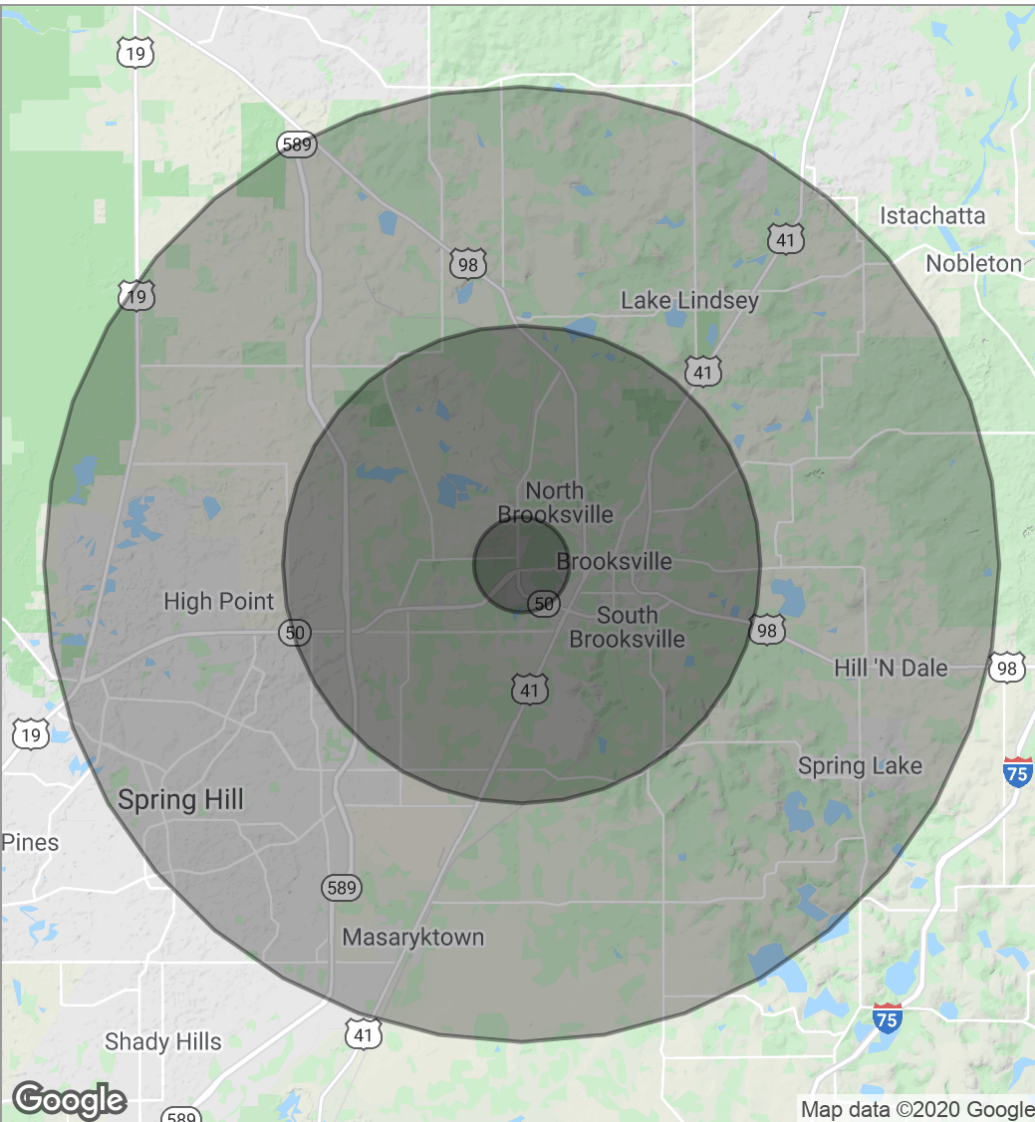 19
589
Istachatta
41
98
Nobleton
19
Lake Lindsey
41
North
Brooksville
Brooksville
High Point
50
50
South
Brooksville
98
Hill 'N Dale
98
41
19
Spring Lake
75
Spring Hill
Pines
589
Masaryktown
75
41
Shady Hills
Google
589
Map data ©2020 Google